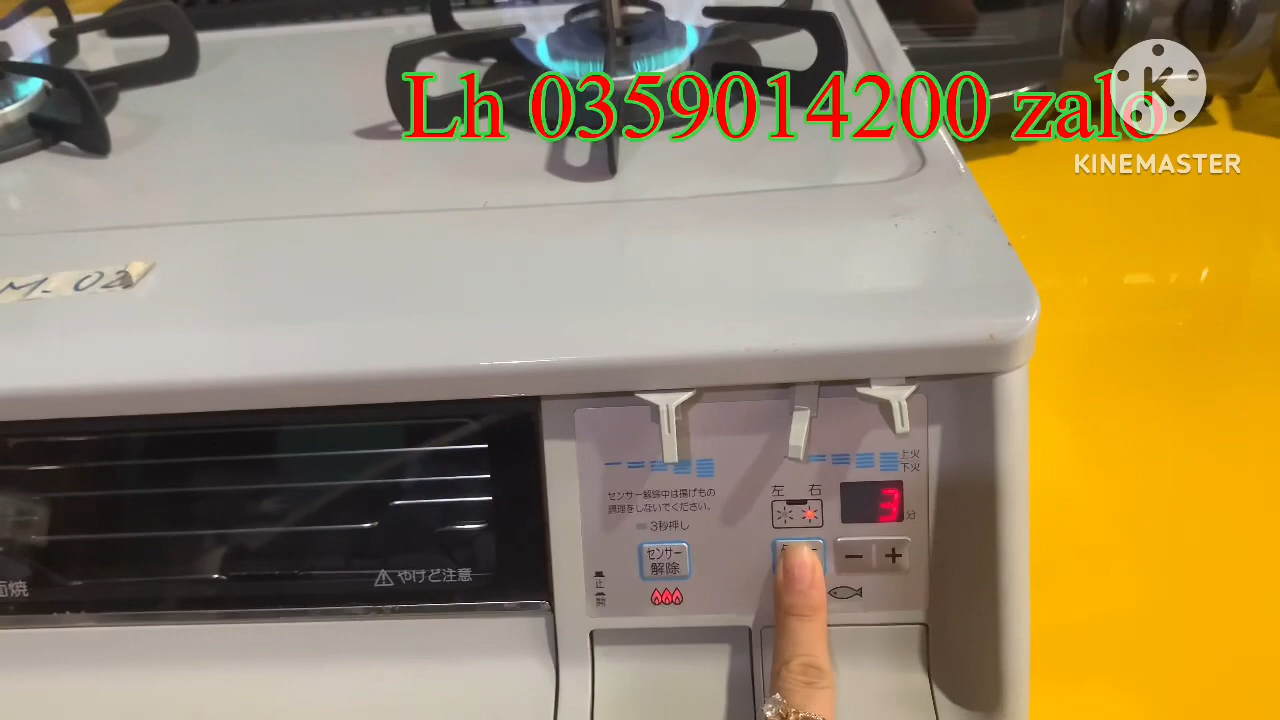 Lh 0359014200 zalo
K
KINEMASTER
M-02
上火
下火
センサー解除中は揚げもの
調理をしないでください。
3秒押し
左 右
3 分
センサー
解除
− +
止
⚠やけど注意
面焼